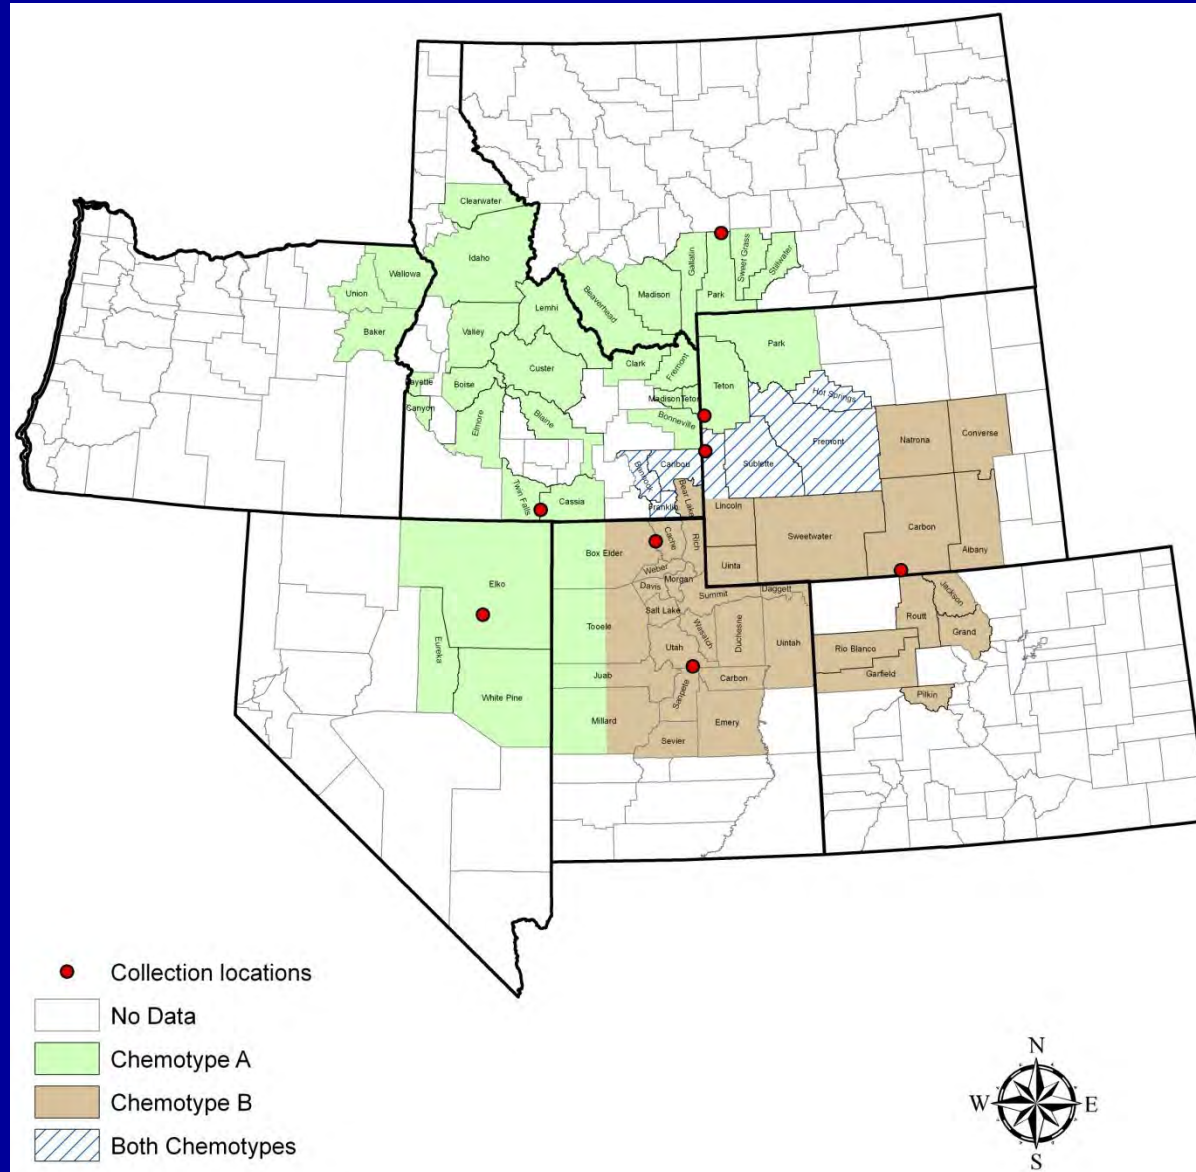 Clearwater
Idaho
Wallowa
Union
Baker
Lemhi
Valley
Custer
Boise
Canyon
Elmore
Blaine
Clark
Fremont
Madison
Teton
Bonneville
Caribou
Bannock
Franklin
Bear Lake
Twin Falls
Cassia
Beaverhead
Madison
Gallatin
Park
Sweet Grass
Stillwater
Park
Teton
Hot Springs
Fremont
Sublette
Natrona
Converse
Lincoln
Sweetwater
Carbon
Albany
Uinta
Elko
Eureka
White Pine
Box Elder
Cache
Rich
Weber
Morgan
Davis
Summit
Daggett
Salt Lake
Tooele
Wasatch
Duchesne
Uintah
Utah
Juab
Carbon
Sanpete
Millard
Emery
Sevier
Jackson
Routt
Grand
Rio Blanco
Garfield
Pitkin
Collection locations
No Data
Chemotype A
Chemotype B
Both Chemotypes
N
W
E
S